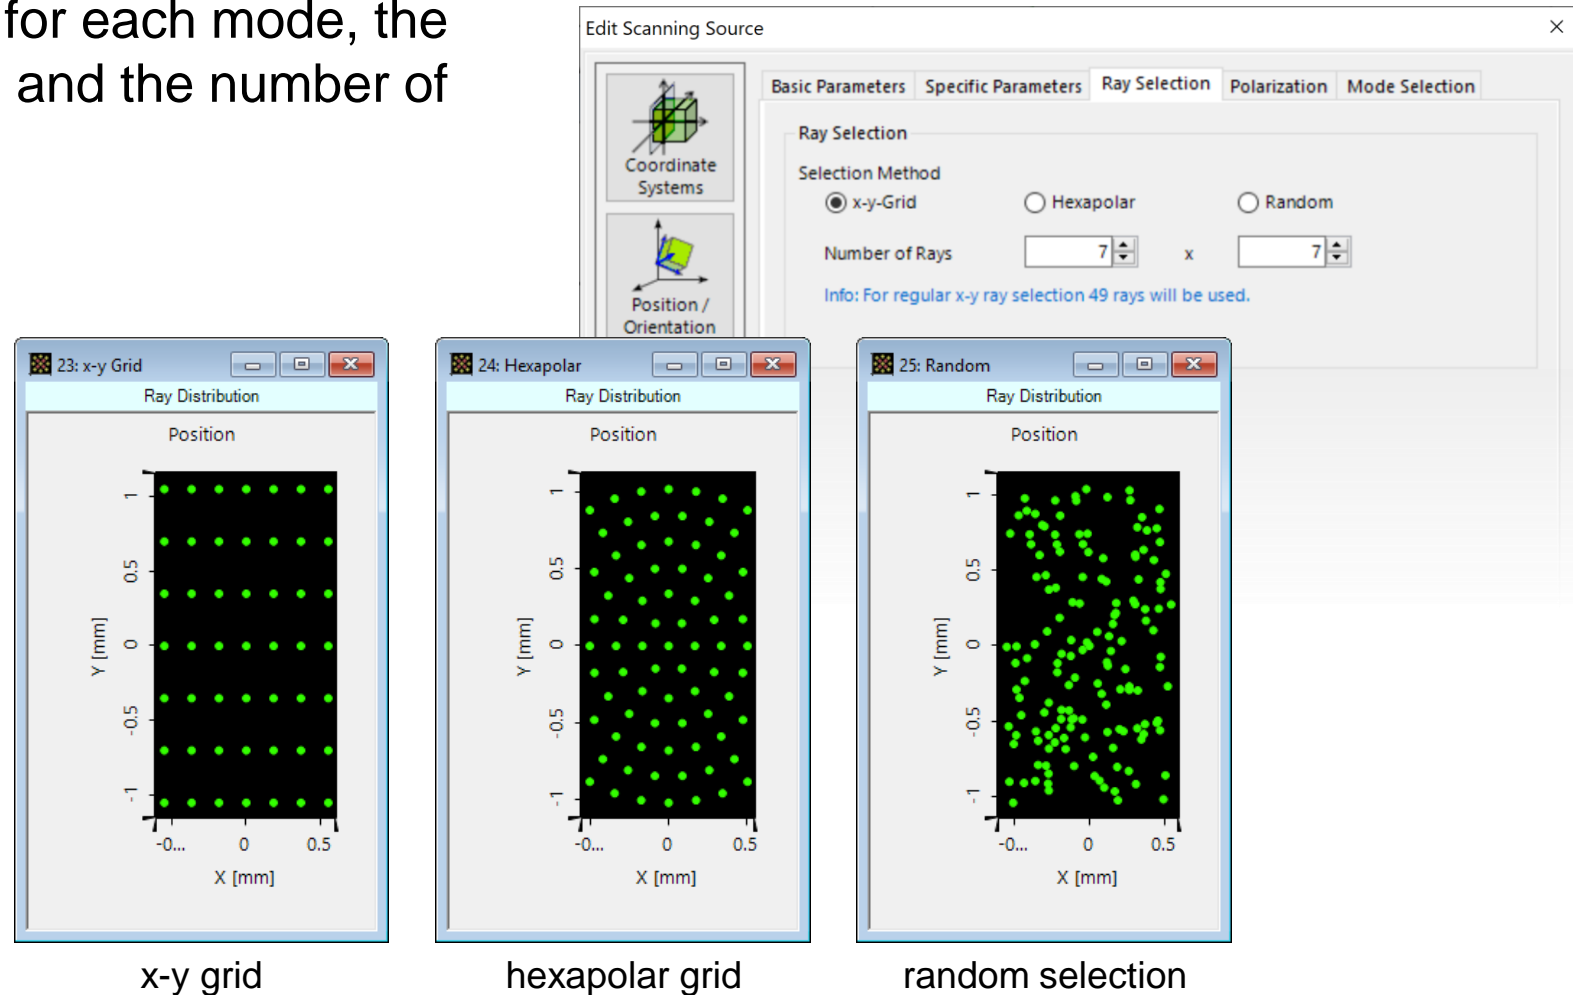 for each mode, the
and the number of
Edit Scanning Source
Coordinate
Systems
Position /
Orientation
Basic Parameters Specific Parameters Ray Selection Polarization Mode Selection
Ray Selection
Selection Method
x-y-Grid Hexapolar Random
Number of Rays 7 x 7
Info: For regular x-y ray selection 49 rays will be used.
23: x-y Grid
Ray Distribution
Position
Y [mm]
1
0.5
0
-0.5
-1
-0... 0 0.5
X [mm]
x-y grid
24: Hexapolar
Ray Distribution
Position
Y [mm]
1
0.5
0
-0.5
-1
-0... 0 0.5
X [mm]
hexapolar grid
25: Random
Ray Distribution
Position
Y [mm]
1
0.5
0
-0.5
-1
-0... 0 0.5
X [mm]
random selection